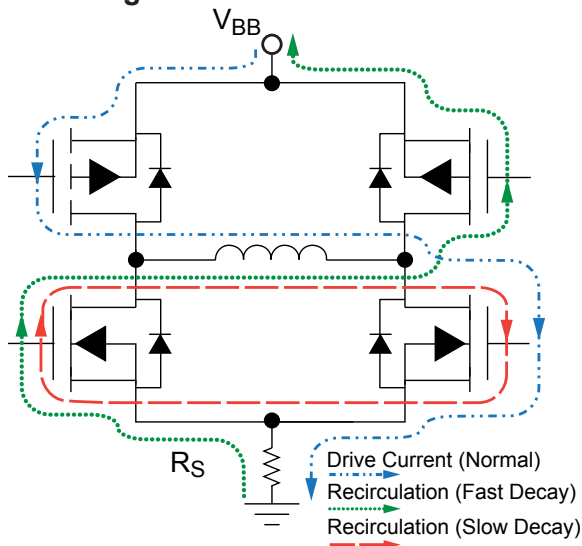 V_BB
R_S
Drive Current (Normal)
Recirculation (Fast Decay)
Recirculation (Slow Decay)